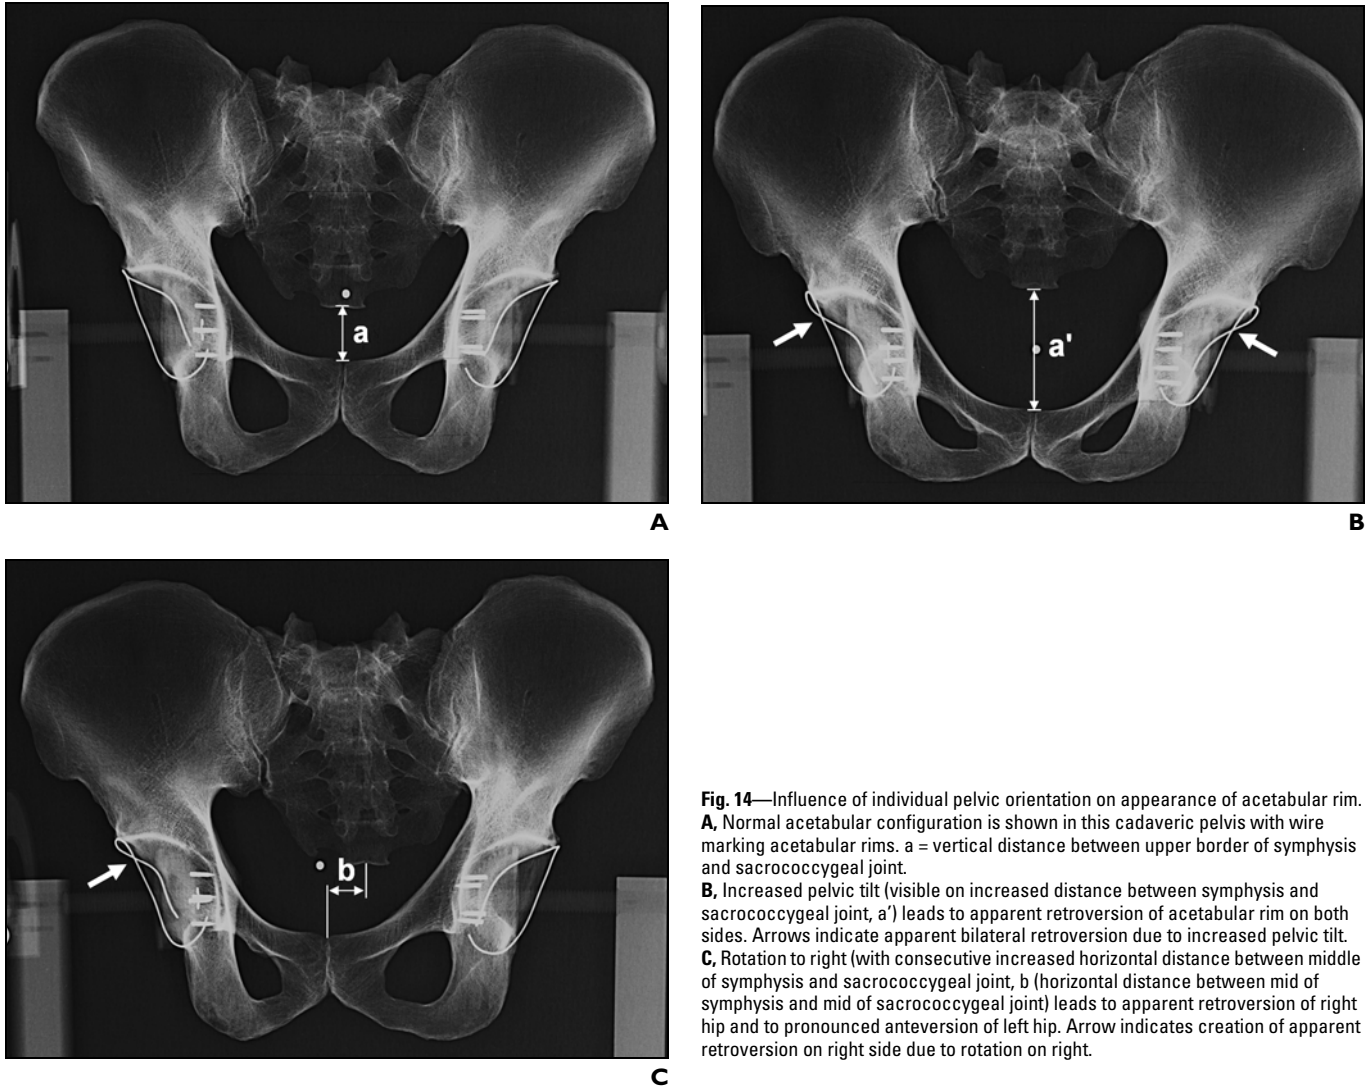 a
A
a'
B
b
C
Fig. 14—Influence of individual pelvic orientation on appearance of acetabular rim.
A, Normal acetabular configuration is shown in this cadaveric pelvis with wire
marking acetabular rims. a = vertical distance between upper border of symphysis
and sacrococcygeal joint.
B, Increased pelvic tilt (visible on increased distance between symphysis and
sacrococcygeal joint, a’) leads to apparent retroversion of acetabular rim on both
sides. Arrows indicate apparent bilateral retroversion due to increased pelvic tilt.
C, Rotation to right (with consecutive increased horizontal distance between middle
of symphysis and sacrococcygeal joint, b (horizontal distance between mid of
symphysis and mid of sacrococcygeal joint) leads to apparent retroversion of right
hip and to pronounced anteversion of left hip. Arrow indicates creation of apparent
retroversion on right side due to rotation on right.